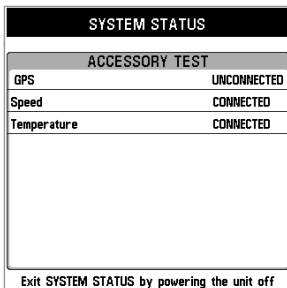 SYSTEM STATUS
ACCESSORY TEST
GPS UNCONNECTED
Speed CONNECTED
Temperature CONNECTED
Exit SYSTEM STATUS by powering the unit off